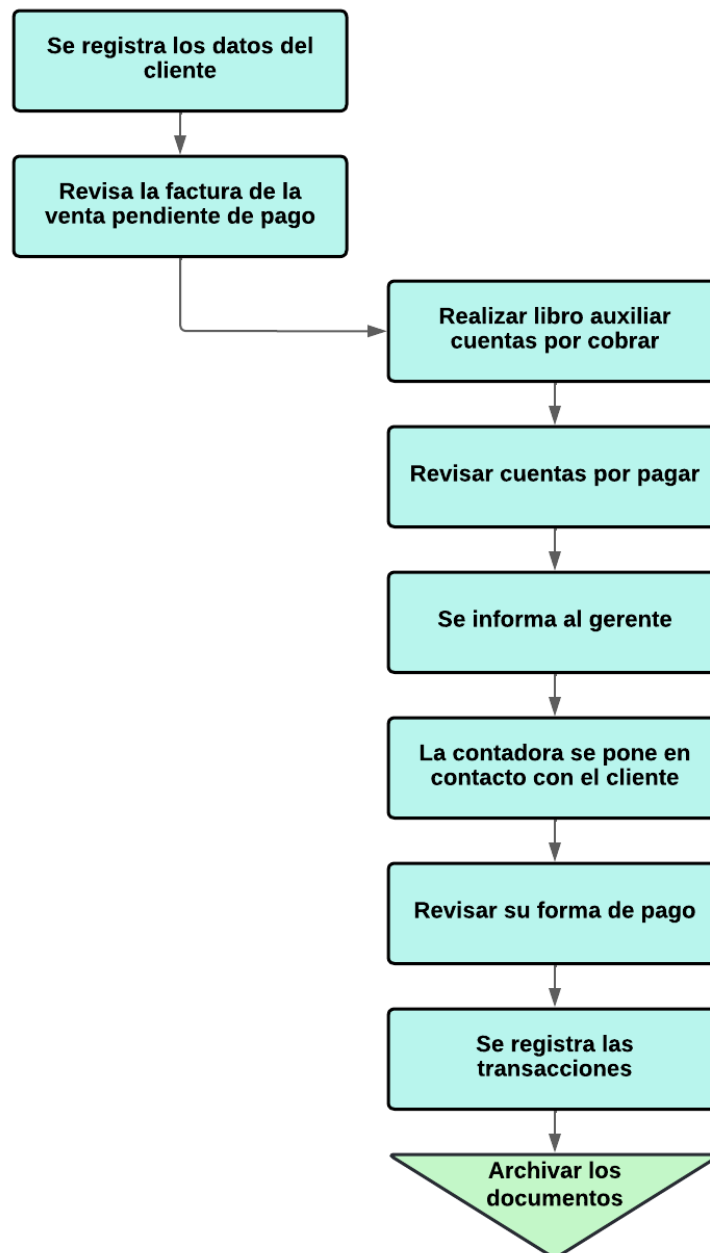 Se registra los datos del
cliente
Revisa la factura de la
venta pendiente de pago
Realizar libro auxiliar
cuentas por cobrar
Revisar cuentas por pagar
Se informa al gerente
La contadora se pone en
contacto con el cliente
Revisar su forma de pago
Se registra las
transacciones
Archivar los
documentos